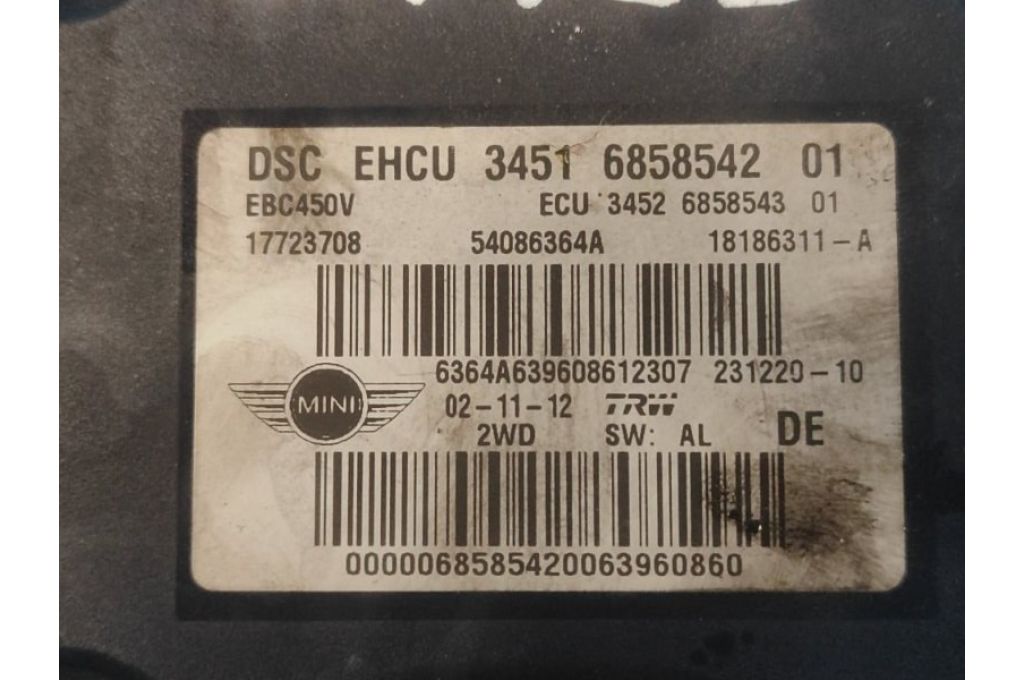 DSC EHCU 3451 6858542 01
EBC450V ECU 3452 6858543 01
17723708 54086364A 18186311-A
6364A639608612307 231220-10
MINI 02-11-12 TRW
2WD SW: AL DE
0000068585420063960860